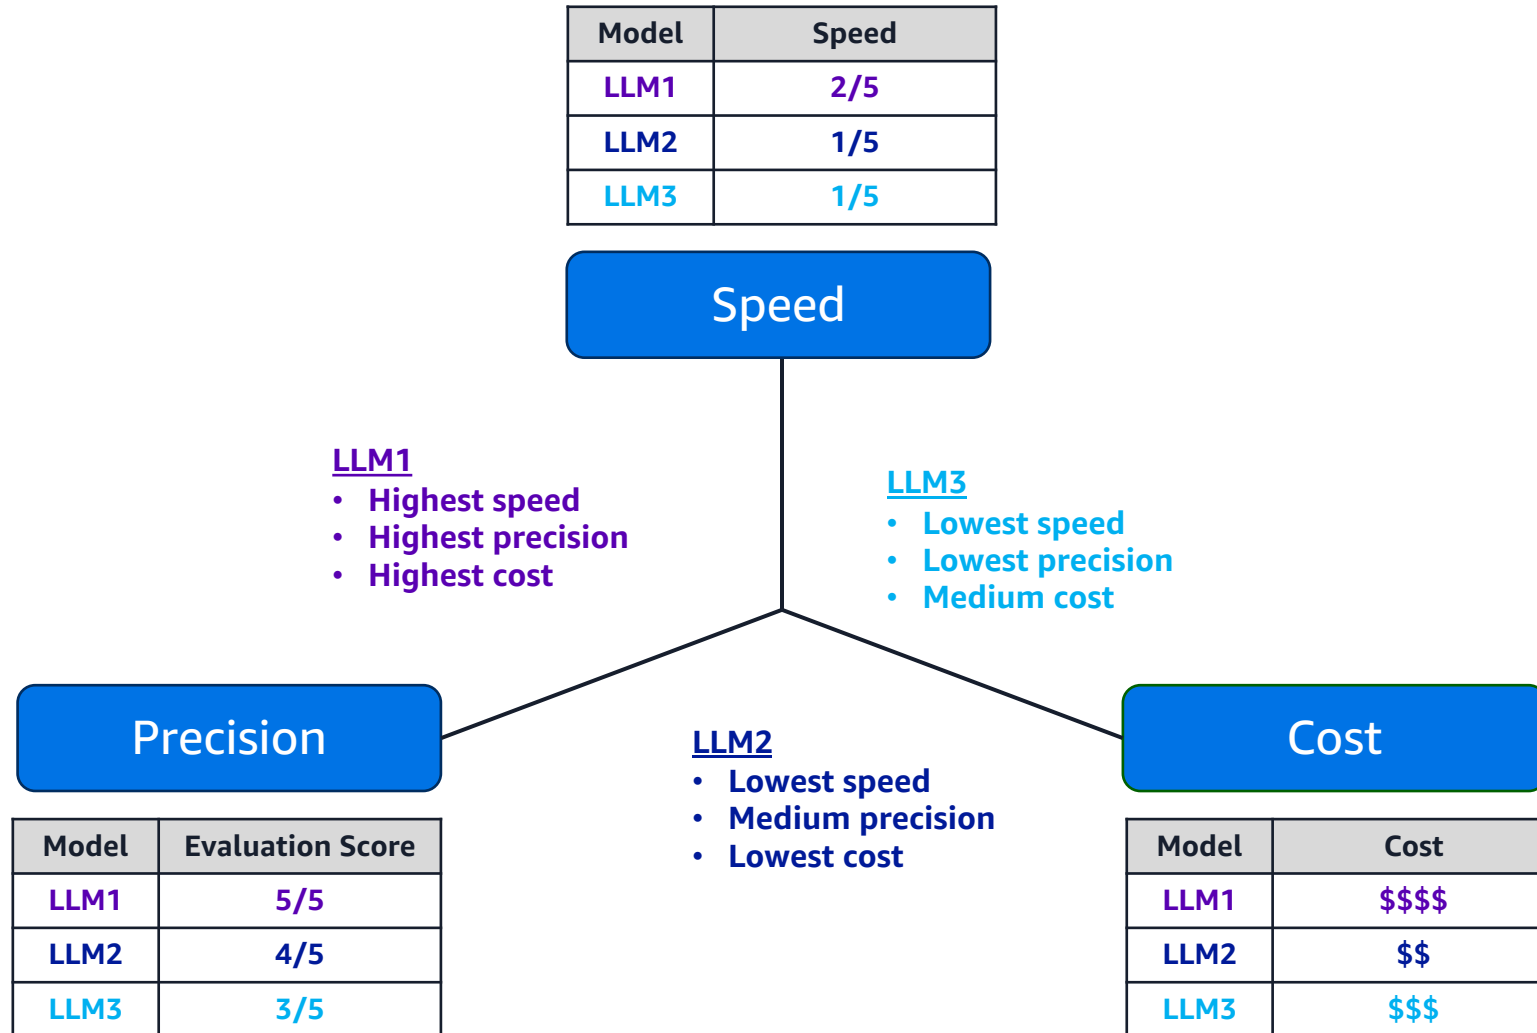 Model Speed
LLM1 2/5
LLM2 1/5
LLM3 1/5
Speed
LLM1
• Highest speed
• Highest precision
• Highest cost
LLM3
• Lowest speed
• Lowest precision
• Medium cost
Precision
Cost
LLM2
• Lowest speed
• Medium precision
• Lowest cost
Model Evaluation Score
LLM1 5/5
LLM2 4/5
LLM3 3/5
Model Cost
LLM1 $$$$
LLM2 $$
LLM3 $$$